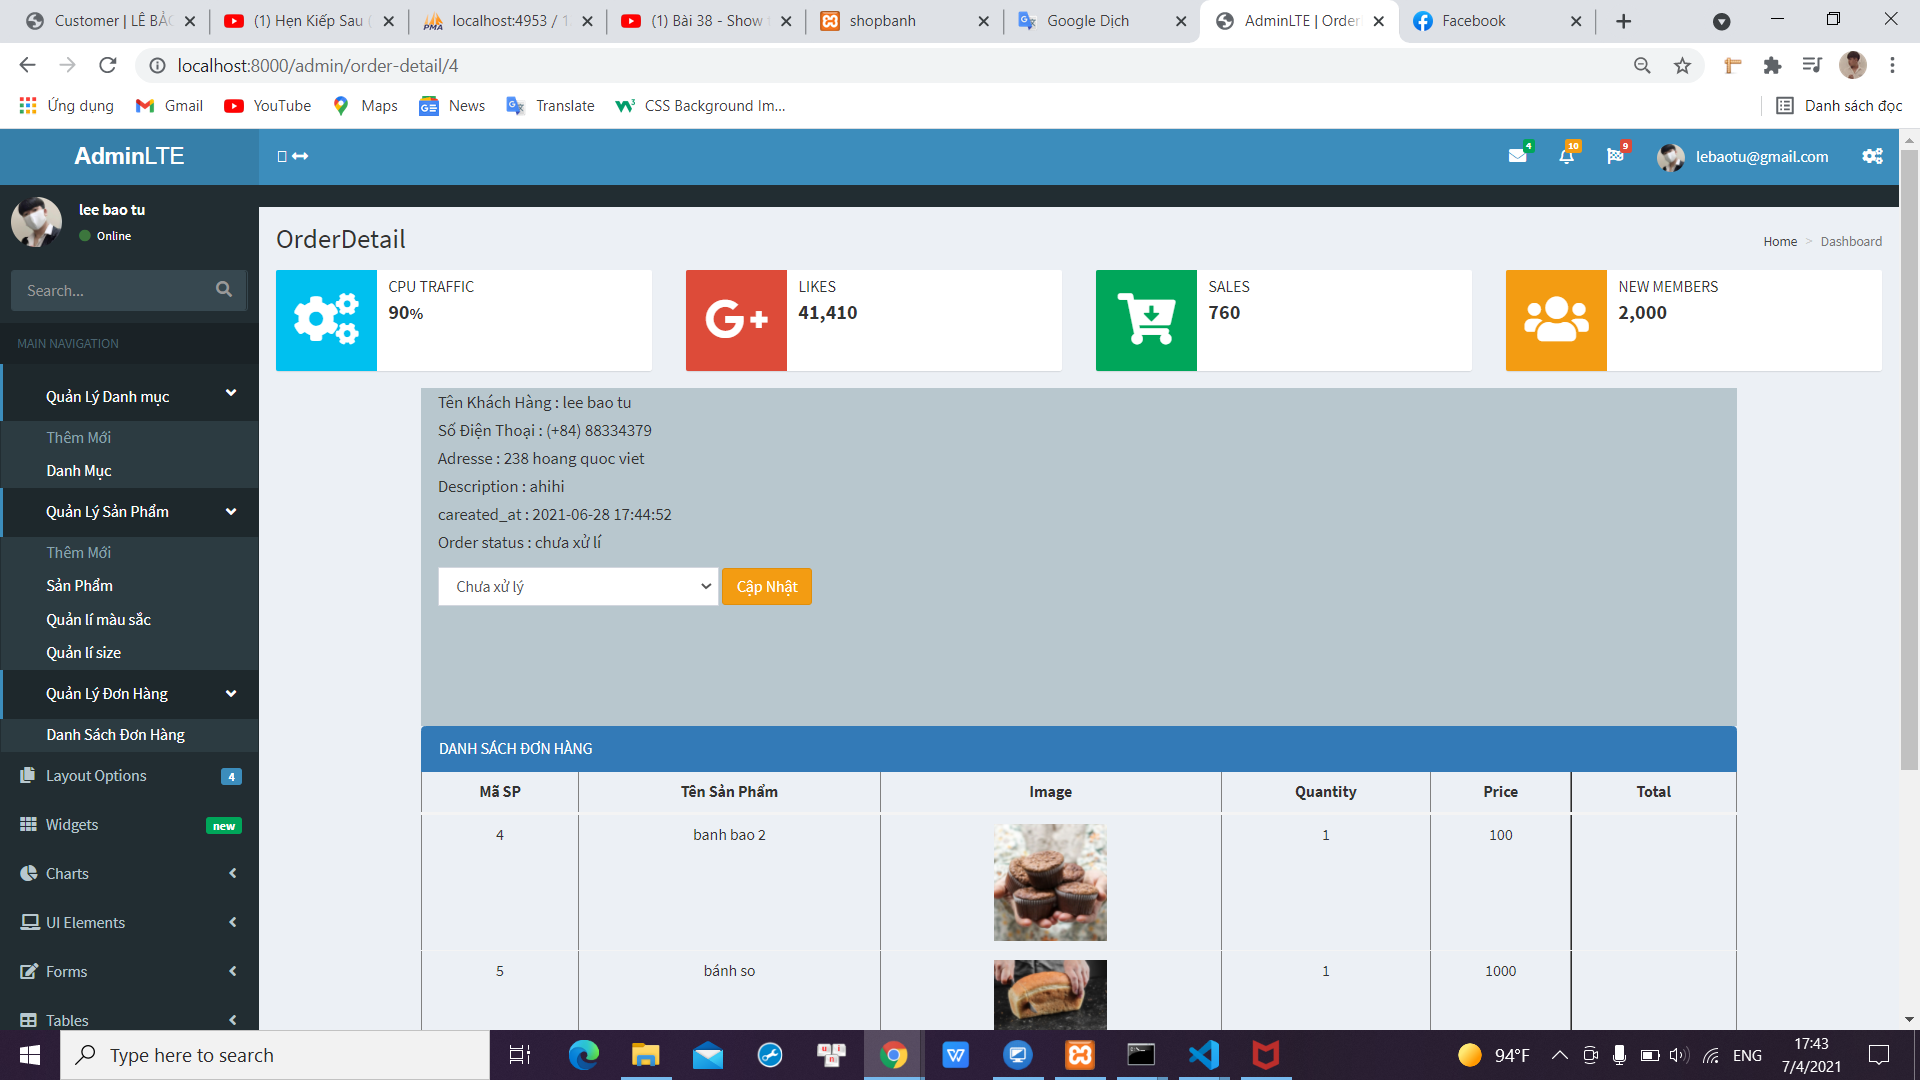 Customer | LÊ BẢC
(1) Hẹn Kiếp Sau (
localhost:4953 / 1
(1) Bài 38 - Show
shopbanh
Google Dịch
AdminLTE | Order
Facebook
localhost:8000/admin/order-detail/4
Ứng dụng
Gmail
YouTube
Maps
News
Translate
CSS Background Im...
Danh sách đọc
AdminLTE
4
10
9
lebaotu@gmail.com
lee bao tu
Online
Search...
MAIN NAVIGATION
Quản Lý Danh mục
Thêm Mới
Danh Mục
Quản Lý Sản Phẩm
Thêm Mới
Sản Phẩm
Quản lí màu sắc
Quản lí size
Quản Lý Đơn Hàng
Danh Sách Đơn Hàng
Layout Options 4
Widgets new
Charts
UI Elements
Forms
Tables
OrderDetail
Home > Dashboard
CPU TRAFFIC
90%
LIKES
41,410
SALES
760
NEW MEMBERS
2,000
Tên Khách Hàng : lee bao tu
Số Điện Thoại : (+84) 88334379
Adresse : 238 hoang quoc viet
Description : ahihi
careated_at : 2021-06-28 17:44:52
Order status : chưa xử lí
Chưa xử lý
Cập Nhật
DANH SÁCH ĐƠN HÀNG
Mã SP Tên Sản Phẩm Image Quantity Price Total
4 banh bao 2 1 100
5 bánh so 1 1000
Type here to search
94°F
ENG
17:43
7/4/2021